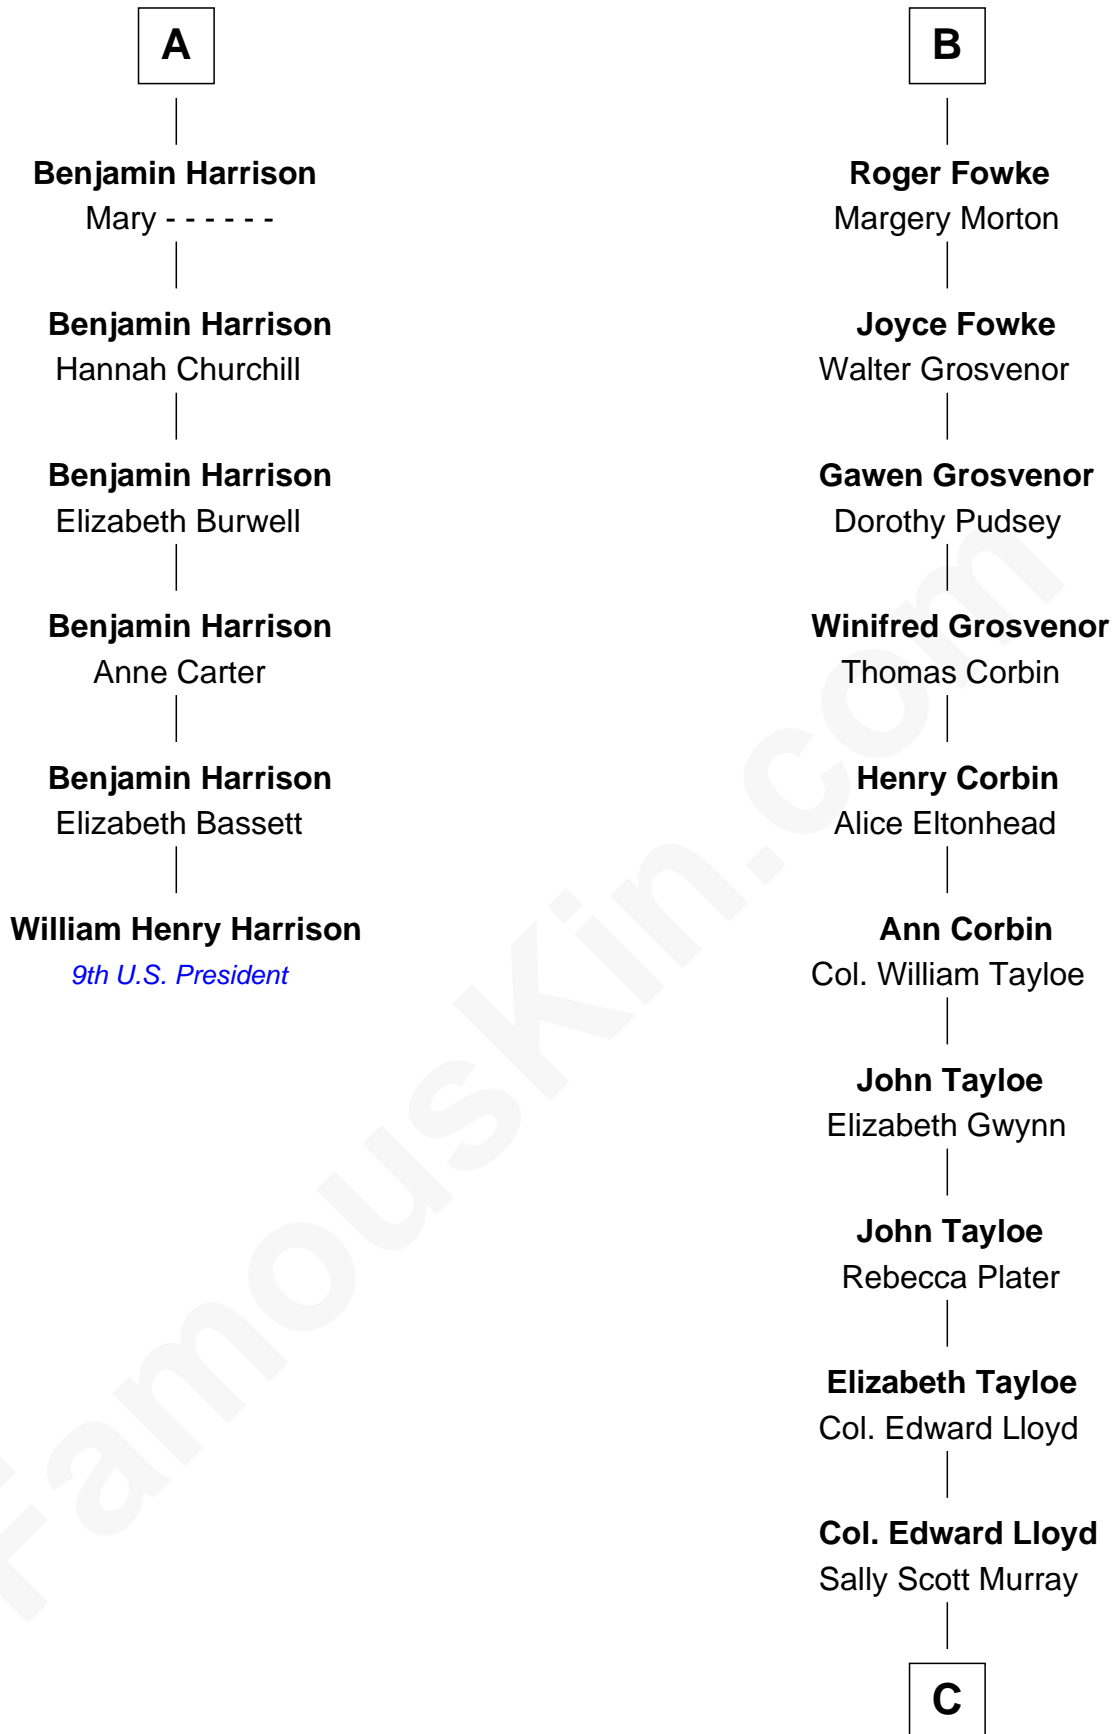 A
Benjamin Harrison
Mary - - - - - -
Benjamin Harrison
Hannah Churchill
Benjamin Harrison
Elizabeth Burwell
Benjamin Harrison
Anne Carter
Benjamin Harrison
Elizabeth Bassett
William Henry Harrison
9th U.S. President
B
Roger Fowke
Margery Morton
Joyce Fowke
Walter Grosvenor
Gawen Grosvenor
Dorothy Pudsey
Winifred Grosvenor
Thomas Corbin
Henry Corbin
Alice Eltonhead
Ann Corbin
Col. William Tayloe
John Tayloe
Elizabeth Gwynn
John Tayloe
Rebecca Plater
Elizabeth Tayloe
Col. Edward Lloyd
Col. Edward Lloyd
Sally Scott Murray
C
FamousKin.com